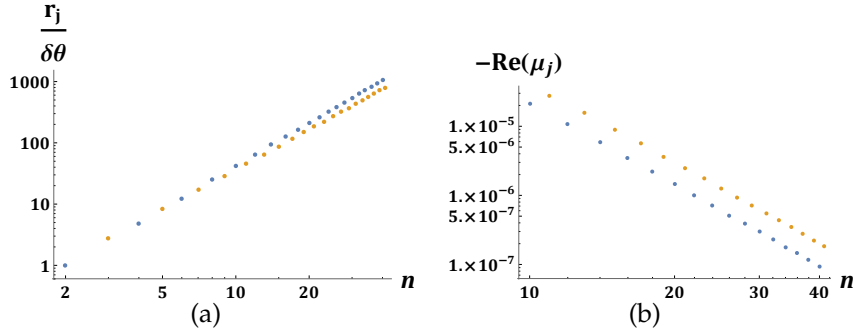 r_j
δθ
1000
100
10
1
2 5 10 20 n
(a)
−Re(μ_j)
1.×10⁻⁵
5.×10⁻⁶
1.×10⁻⁶
5.×10⁻⁷
1.×10⁻⁷
10 20 30 40 n
(b)